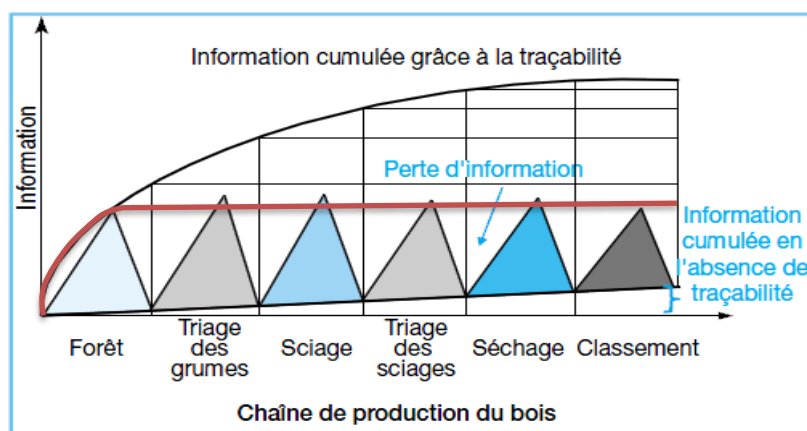 Information cumulée grâce à la traçabilité
Information
Perte d'information
Information
cumulée en
l'absence de
traçabilité
Forêt
Triage
des
grumes
Sciage
Triage
des
sciages
Séchage
Classement
Chaîne de production du bois